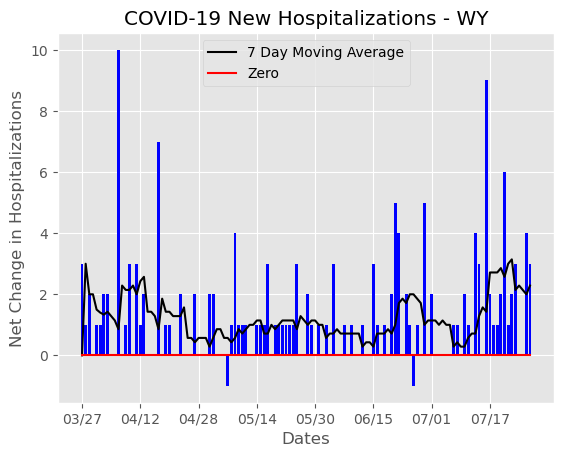 COVID-19 New Hospitalizations - WY
7 Day Moving Average
Zero
Net Change in Hospitalizations
10
8
6
4
2
0
03/27 04/12 04/28 05/14 05/30 06/15 07/01 07/17
Dates